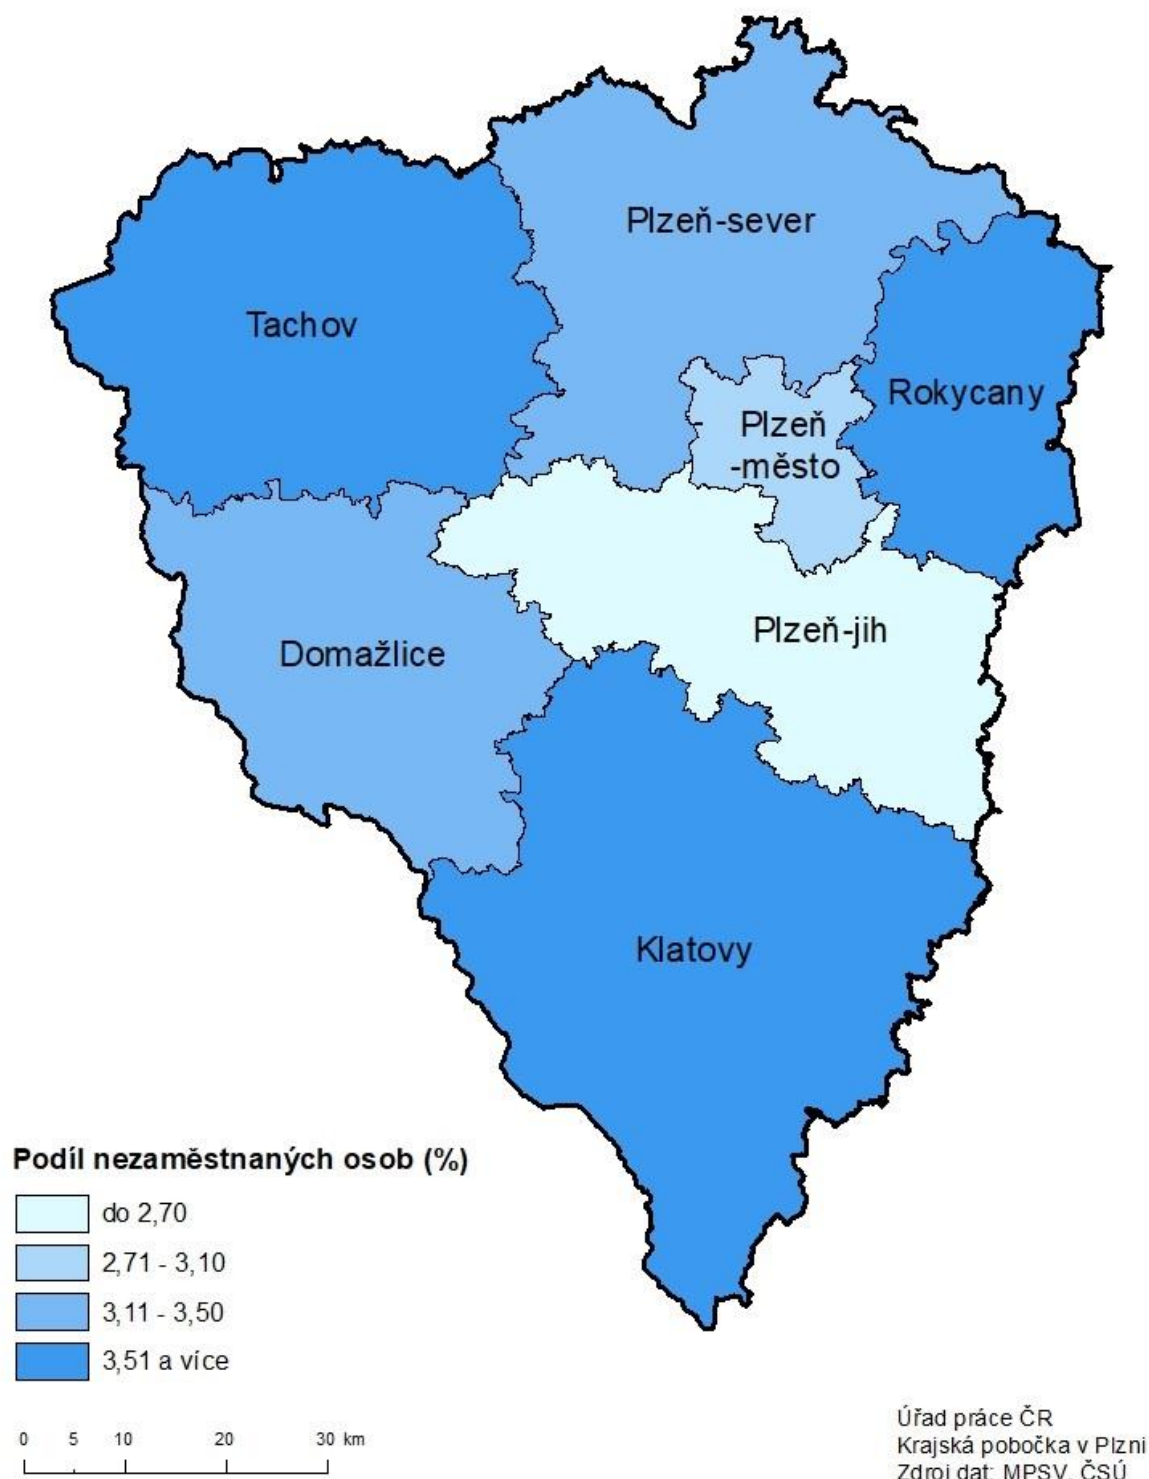 Plzeň-sever
Tachov
Rokycany
Plzeň
-město
Plzeň-jih
Domažlice
Klatovy
Podíl nezaměstnaných osob (%)
do 2,70
2,71 - 3,10
3,11 - 3,50
3,51 a více
0 5 10 20 30 km
Úřad práce ČR
Krajská pobočka v Plzni
Zdroj dat: MPSV, ČSÚ